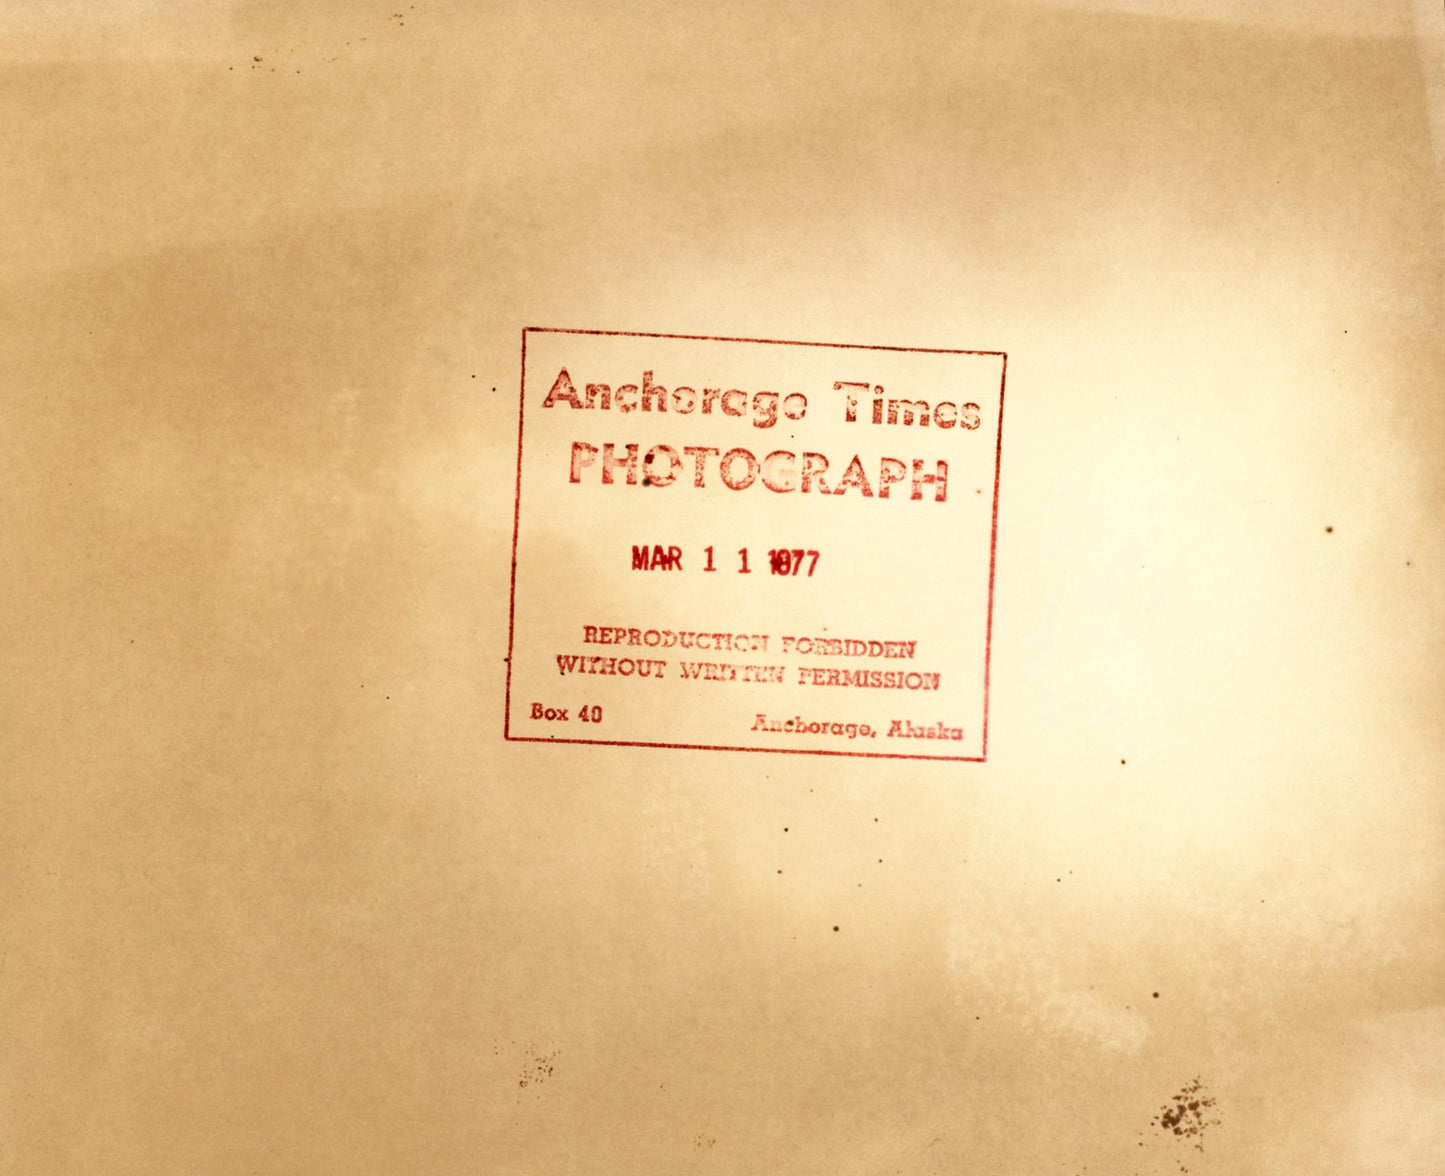 Anchorage Times
PHOTOGRAPH
MAR 1 1 1977
REPRODUCTION FORBIDDEN
WITHOUT WRITTEN PERMISSION
Box 40
Anchorage, Alaska